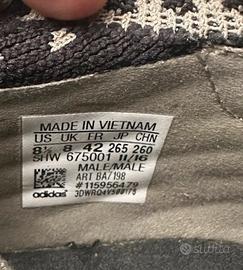 MADE IN VIETNAM
US UK FR JP CHN
8½ 8 42 265 260
SHW 675001 11/16
MALE/MALE
ART BA7198
#115956479
adidas
subito